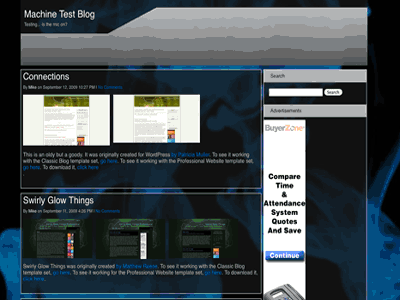 Machine Test Blog
Testing... is the mic on?
Connections
By Mike on September 12, 2009 10:27 PM | No Comments
This is an oldy but a goody. It was originally created for WordPress by Patricia Muller. To see it working
with the Classic Blog template set, go here. To see it working with the Professional Website template set,
go here. To download it, click here
Swirly Glow Things
By Mike on September 11, 2009 4:28 PM | No Comments
Swirly Glow Things was originally created by Matthew. To see it working with the Classic Blog
template set, go here. To see it working for the Professional Website template set, go here. To download it,
click here
Search
Search
Advertisements
BuyerZone
Compare
Time
&
Attendance
System
Quotes
And Save
Continue